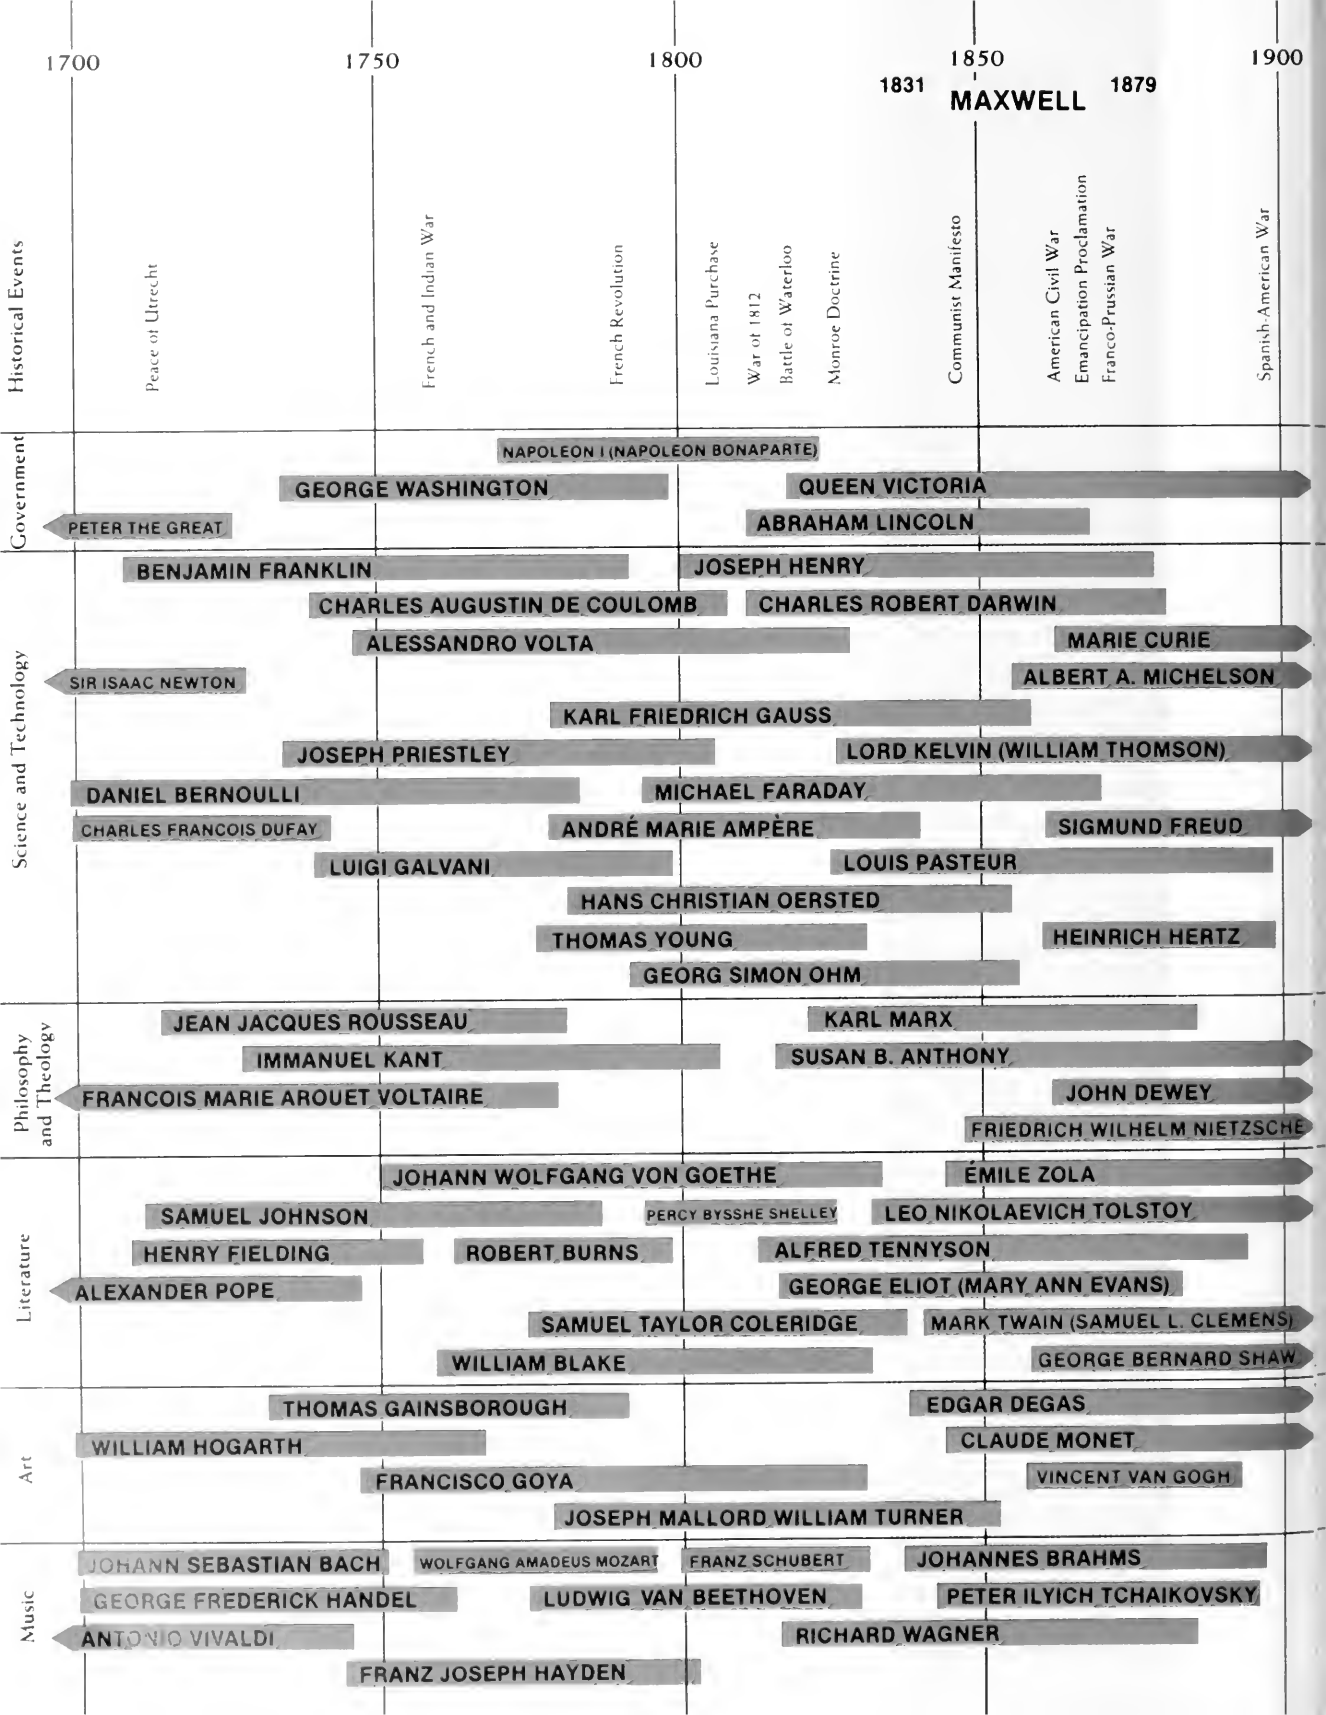 1700 1750 1800 1850 1900
1831 MAXWELL 1879
Historical Events
Peace of Utrecht
French and Indian War
French Revolution
Louisiana Purchase
War of 1812
Battle of Waterloo
Monroe Doctrine
Communist Manifesto
American Civil War
Emancipation Proclamation
Franco-Prussian War
Spanish-American War
Government
NAPOLEON I (NAPOLEON BONAPARTE)
GEORGE WASHINGTON QUEEN VICTORIA
PETER THE GREAT ABRAHAM LINCOLN
Science and Technology
BENJAMIN FRANKLIN JOSEPH HENRY
CHARLES AUGUSTIN DE COULOMB CHARLES ROBERT DARWIN
ALESSANDRO VOLTA MARIE CURIE
SIR ISAAC NEWTON ALBERT A. MICHELSON
KARL FRIEDRICH GAUSS
JOSEPH PRIESTLEY LORD KELVIN (WILLIAM THOMSON)
DANIEL BERNOULLI MICHAEL FARADAY
CHARLES FRANCOIS DUFAY ANDRÉ MARIE AMPÈRE SIGMUND FREUD
LUIGI GALVANI LOUIS PASTEUR
HANS CHRISTIAN OERSTED
THOMAS YOUNG HEINRICH HERTZ
GEORG SIMON OHM
Philosophy
and Theology
JEAN JACQUES ROUSSEAU KARL MARX
IMMANUEL KANT SUSAN B. ANTHONY
FRANCOIS MARIE AROUET VOLTAIRE JOHN DEWEY
FRIEDRICH WILHELM NIETZSCHE
Literature
JOHANN WOLFGANG VON GOETHE ÉMILE ZOLA
SAMUEL JOHNSON PERCY BYSSHE SHELLEY LEO NIKOLAEVICH TOLSTOY
HENRY FIELDING ROBERT BURNS ALFRED TENNYSON
ALEXANDER POPE GEORGE ELIOT (MARY ANN EVANS)
SAMUEL TAYLOR COLERIDGE MARK TWAIN (SAMUEL L. CLEMENS)
WILLIAM BLAKE GEORGE BERNARD SHAW
Art
THOMAS GAINSBOROUGH EDGAR DEGAS
WILLIAM HOGARTH CLAUDE MONET
FRANCISCO GOYA VINCENT VAN GOGH
JOSEPH MALLORD WILLIAM TURNER
Music
JOHANN SEBASTIAN BACH WOLFGANG AMADEUS MOZART FRANZ SCHUBERT JOHANNES BRAHMS
GEORGE FREDERICK HANDEL LUDWIG VAN BEETHOVEN PETER ILYICH TCHAIKOVSKY
ANTONIO VIVALDI RICHARD WAGNER
FRANZ JOSEPH HAYDEN